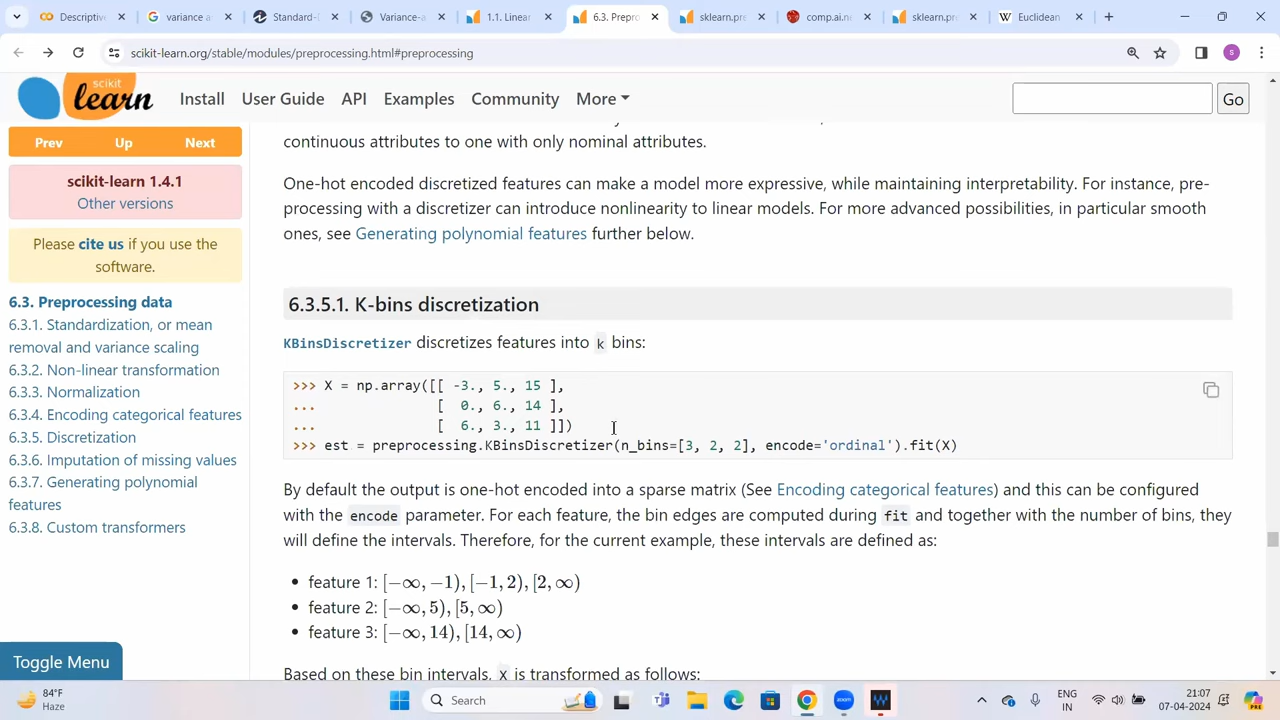 Descriptive
variance a
Standard-D
Variance-a
1.1. Linear
6.3. Prepro
sklearn.pre
comp.ai.ne
sklearn.pre
Euclidean
scikit-learn.org/stable/modules/preprocessing.html#preprocessing
S
scikit
learn
Install
User Guide
API
Examples
Community
More
Go
Prev
Up
Next
scikit-learn 1.4.1
Other versions
Please cite us if you use the
software.
6.3. Preprocessing data
6.3.1. Standardization, or mean
removal and variance scaling
6.3.2. Non-linear transformation
6.3.3. Normalization
6.3.4. Encoding categorical features
6.3.5. Discretization
6.3.6. Imputation of missing values
6.3.7. Generating polynomial
features
6.3.8. Custom transformers
Toggle Menu
continuous attributes to one with only nominal attributes.
One-hot encoded discretized features can make a model more expressive, while maintaining interpretability. For instance, pre-
processing with a discretizer can introduce nonlinearity to linear models. For more advanced possibilities, in particular smooth
ones, see Generating polynomial features further below.
6.3.5.1. K-bins discretization
KBinsDiscretizer discretizes features into k bins:
>>> X = np.array([[ -3., 5., 15 ],
... [ 0., 6., 14 ],
... [ 6., 3., 11 ]])
>>> est = preprocessing.KBinsDiscretizer(n_bins=[3, 2, 2], encode='ordinal').fit(X)
By default the output is one-hot encoded into a sparse matrix (See Encoding categorical features) and this can be configured
with the encode parameter. For each feature, the bin edges are computed during fit and together with the number of bins, they
will define the intervals. Therefore, for the current example, these intervals are defined as:
• feature 1: [−∞, −1), [−1, 2), [2, ∞)
• feature 2: [−∞, 5), [5, ∞)
• feature 3: [−∞, 14), [14, ∞)
Based on these bin intervals, X is transformed as follows:
84°F
Haze
Search
ENG
IN
21:07
07-04-2024